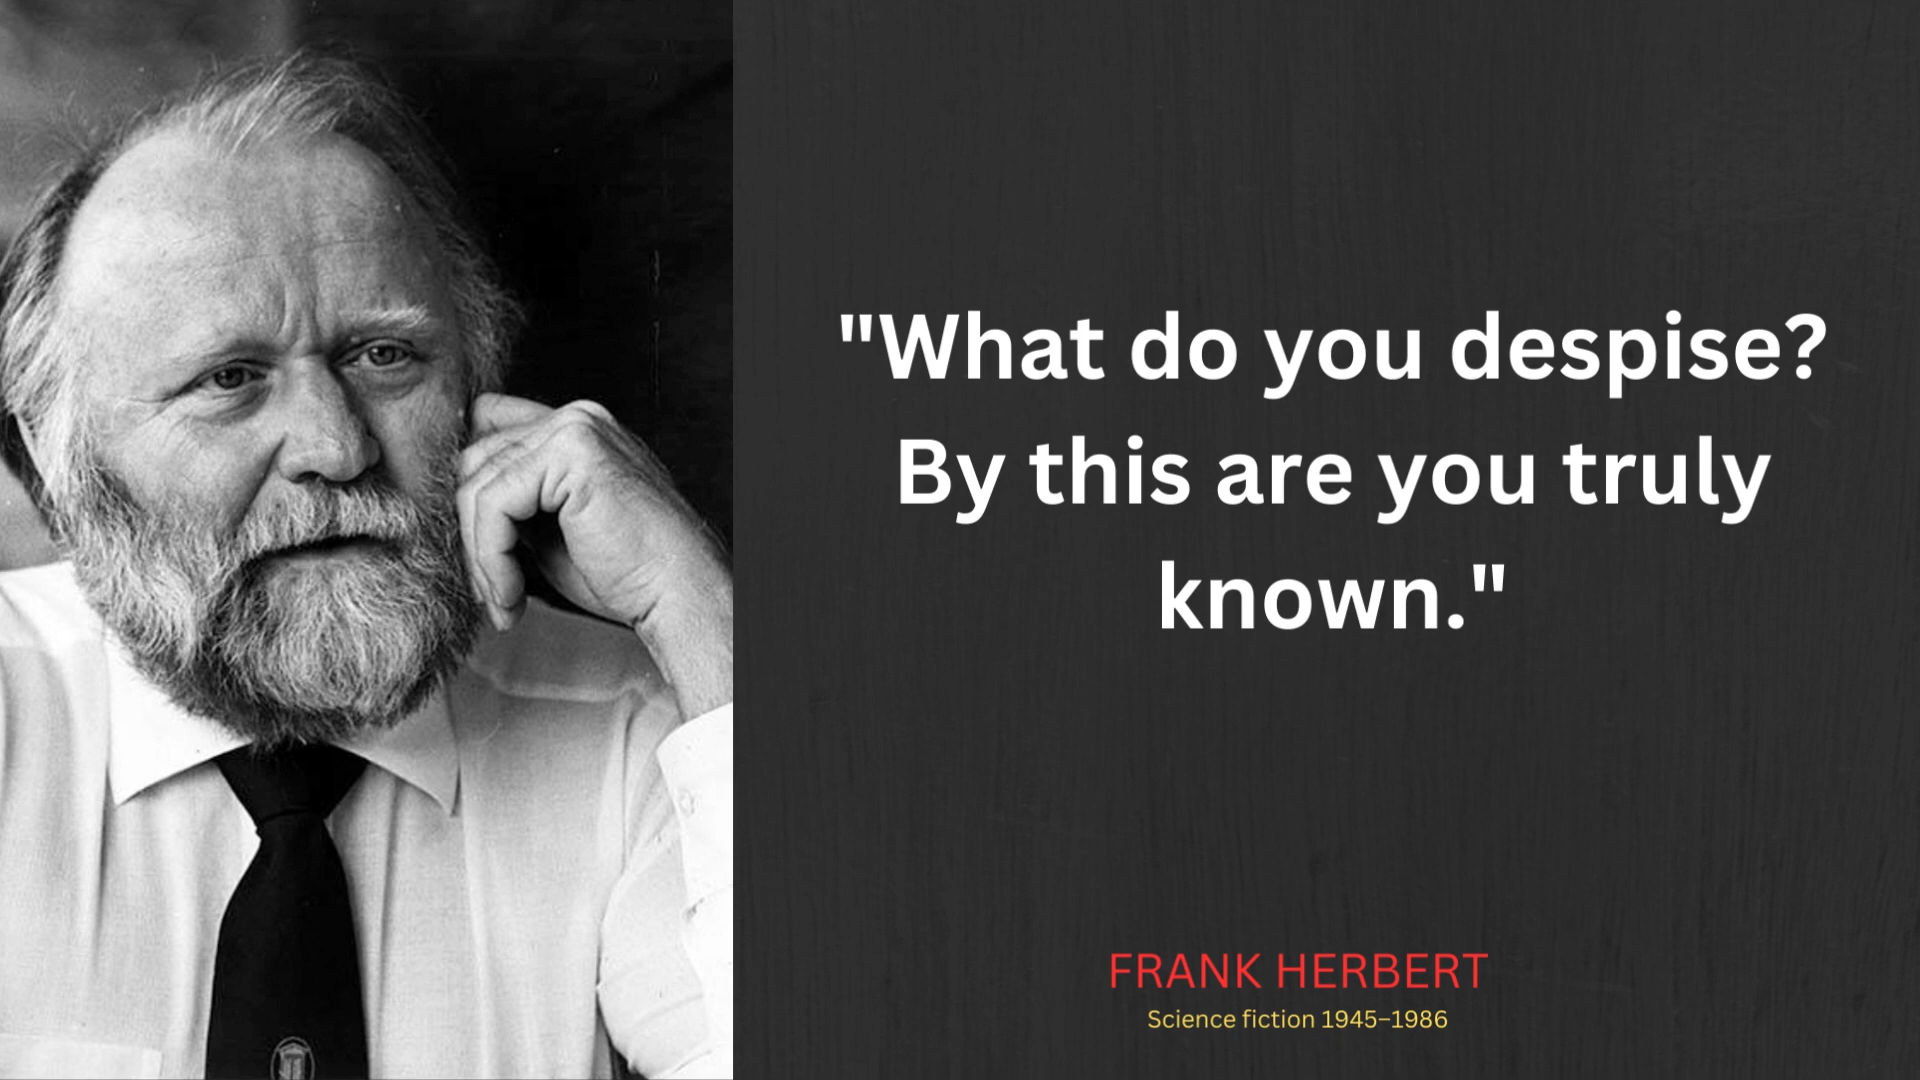 "What do you despise?
By this are you truly
known."
FRANK HERBERT
Science fiction 1945–1986